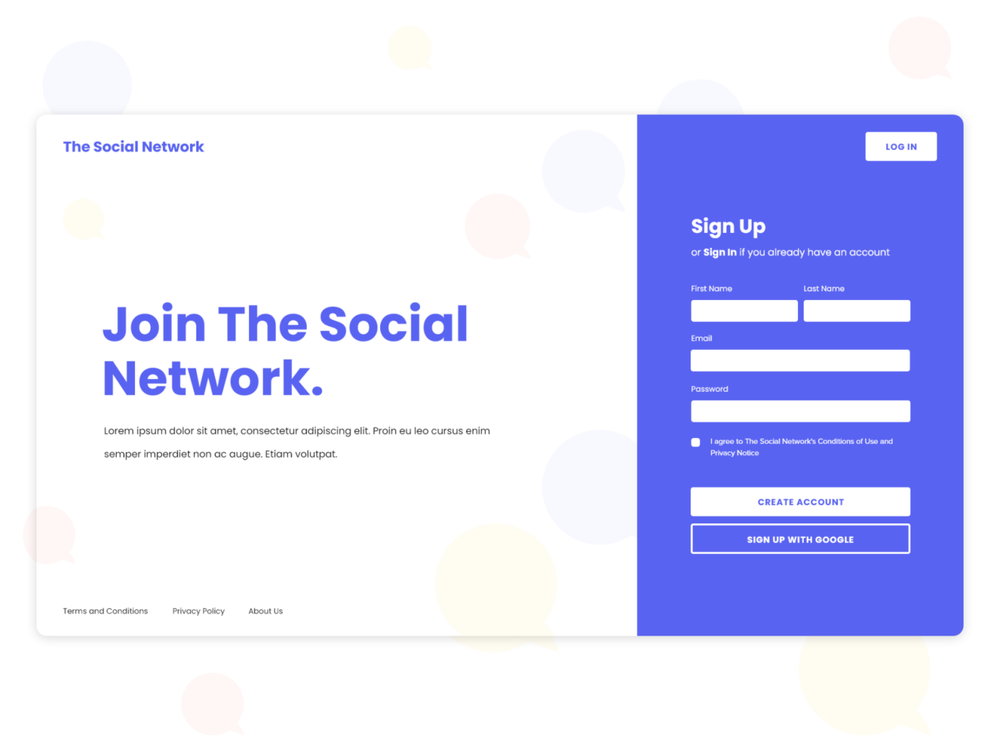 The Social Network
LOG IN
Join The Social
Network.
Lorem ipsum dolor sit amet, consectetur adipiscing elit. Proin eu leo cursus enim
semper imperdiet non ac augue. Etiam volutpat.
Terms and Conditions
Privacy Policy
About Us
Sign Up
or Sign In if you already have an account
First Name
Last Name
Email
Password
I agree to The Social Network's Conditions of Use and
Privacy Notice
CREATE ACCOUNT
SIGN UP WITH GOOGLE